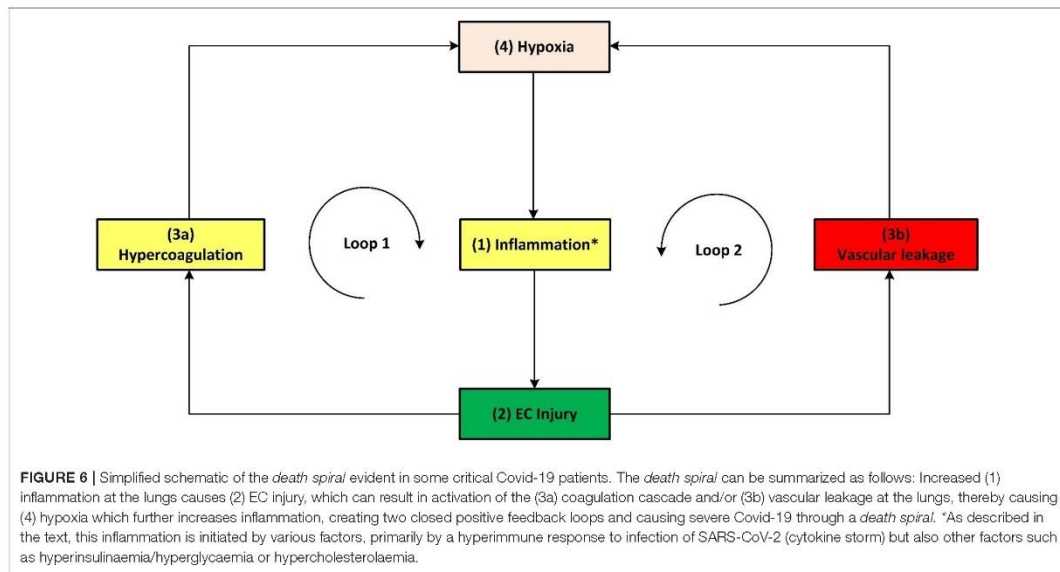 (4) Hypoxia
(3a)
Hypercoagulation
Loop 1
(1) Inflammation*
Loop 2
(3b)
Vascular leakage
(2) EC Injury
FIGURE 6 | Simplified schematic of the death spiral evident in some critical Covid-19 patients. The death spiral can be summarized as follows: Increased (1)
inflammation at the lungs causes (2) EC injury, which can result in activation of the (3a) coagulation cascade and/or (3b) vascular leakage at the lungs, thereby causing
(4) hypoxia which further increases inflammation, creating two closed positive feedback loops and causing severe Covid-19 through a death spiral. *As described in
the text, this inflammation is initiated by various factors, primarily by a hyperimmune response to infection of SARS-CoV-2 (cytokine storm) but also other factors such
as hyperinsulinaemia/hyperglycaemia or hypercholesterolaemia.